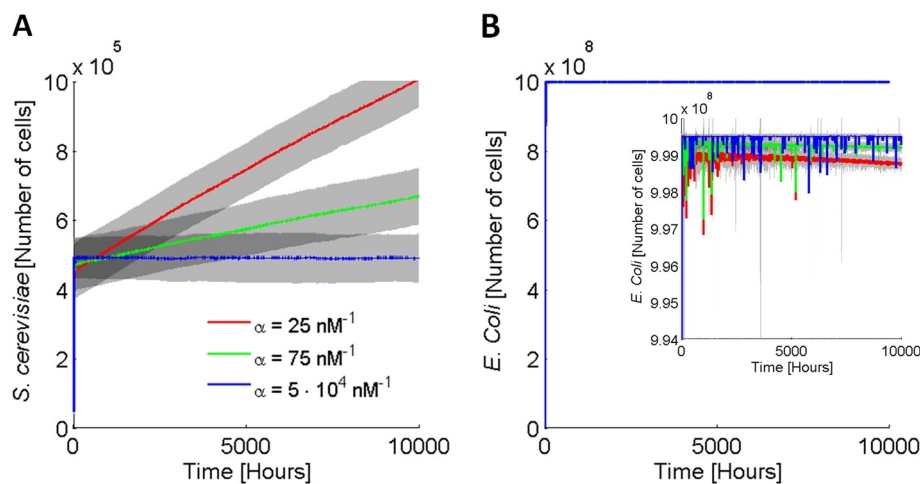 A
x 10^5
S. cerevisiae [Number of cells]
10
8
6
4
2
0
α = 25 nM^-1
α = 75 nM^-1
α = 5 · 10^4 nM^-1
0 5000 10000
Time [Hours]
B
x 10^8
E. Coli [Number of cells]
10
8
6
4
2
0
x 10^8
E. Coli [Number of cells]
10
9.99
9.98
9.97
9.96
9.95
9.94
0 5000 10000
Time [Hours]
0 5000 10000
Time [Hours]